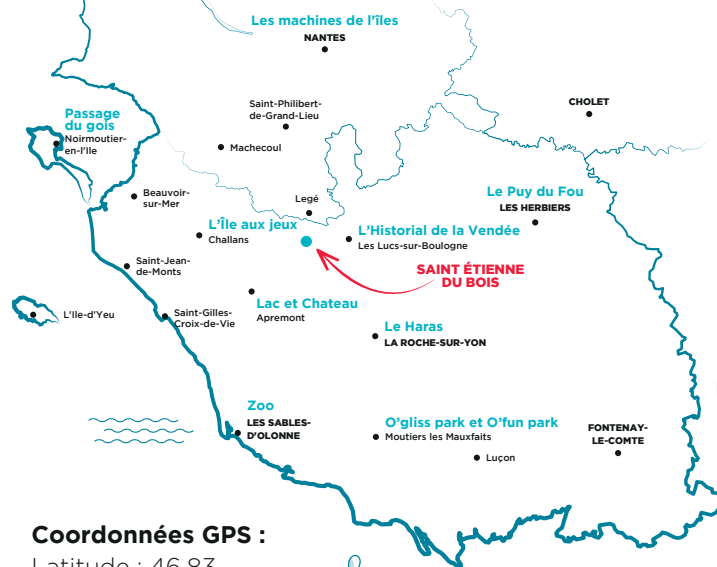 Les machines de l'îles
NANTES
CHOLET
Saint-Philibert-
de-Grand-Lieu
Passage
du gois
Noirmoutier-
en-l'Ile
Machecoul
Beauvoir-
sur-Mer
Legé
Le Puy du Fou
LES HERBIERS
L'Île aux jeux
Challans
L'Historial de la Vendée
Les Lucs-sur-Boulogne
Saint-Jean-
de-Monts
SAINT ÉTIENNE
DU BOIS
Lac et Chateau
Apremont
L'Ile-d'Yeu
Saint-Gilles-
Croix-de-Vie
Le Haras
LA ROCHE-SUR-YON
Zoo
LES SABLES-
D'OLONNE
O'gliss park et O'fun park
Moutiers les Mauxfaits
FONTENAY-
LE-COMTE
Luçon
Coordonnées GPS :
Latitude : 46.83